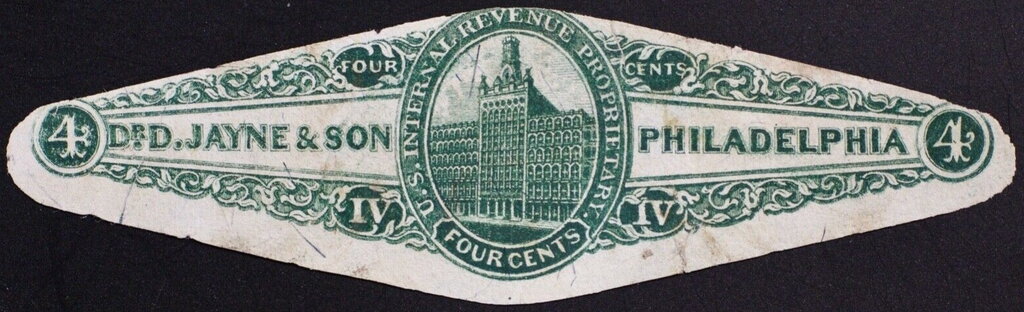 FOUR
CENTS
4
DR. D. JAYNE & SON
U.S. INTERNAL REVENUE PROPRIETARY.
FOUR CENTS
PHILADELPHIA
4
IV
IV